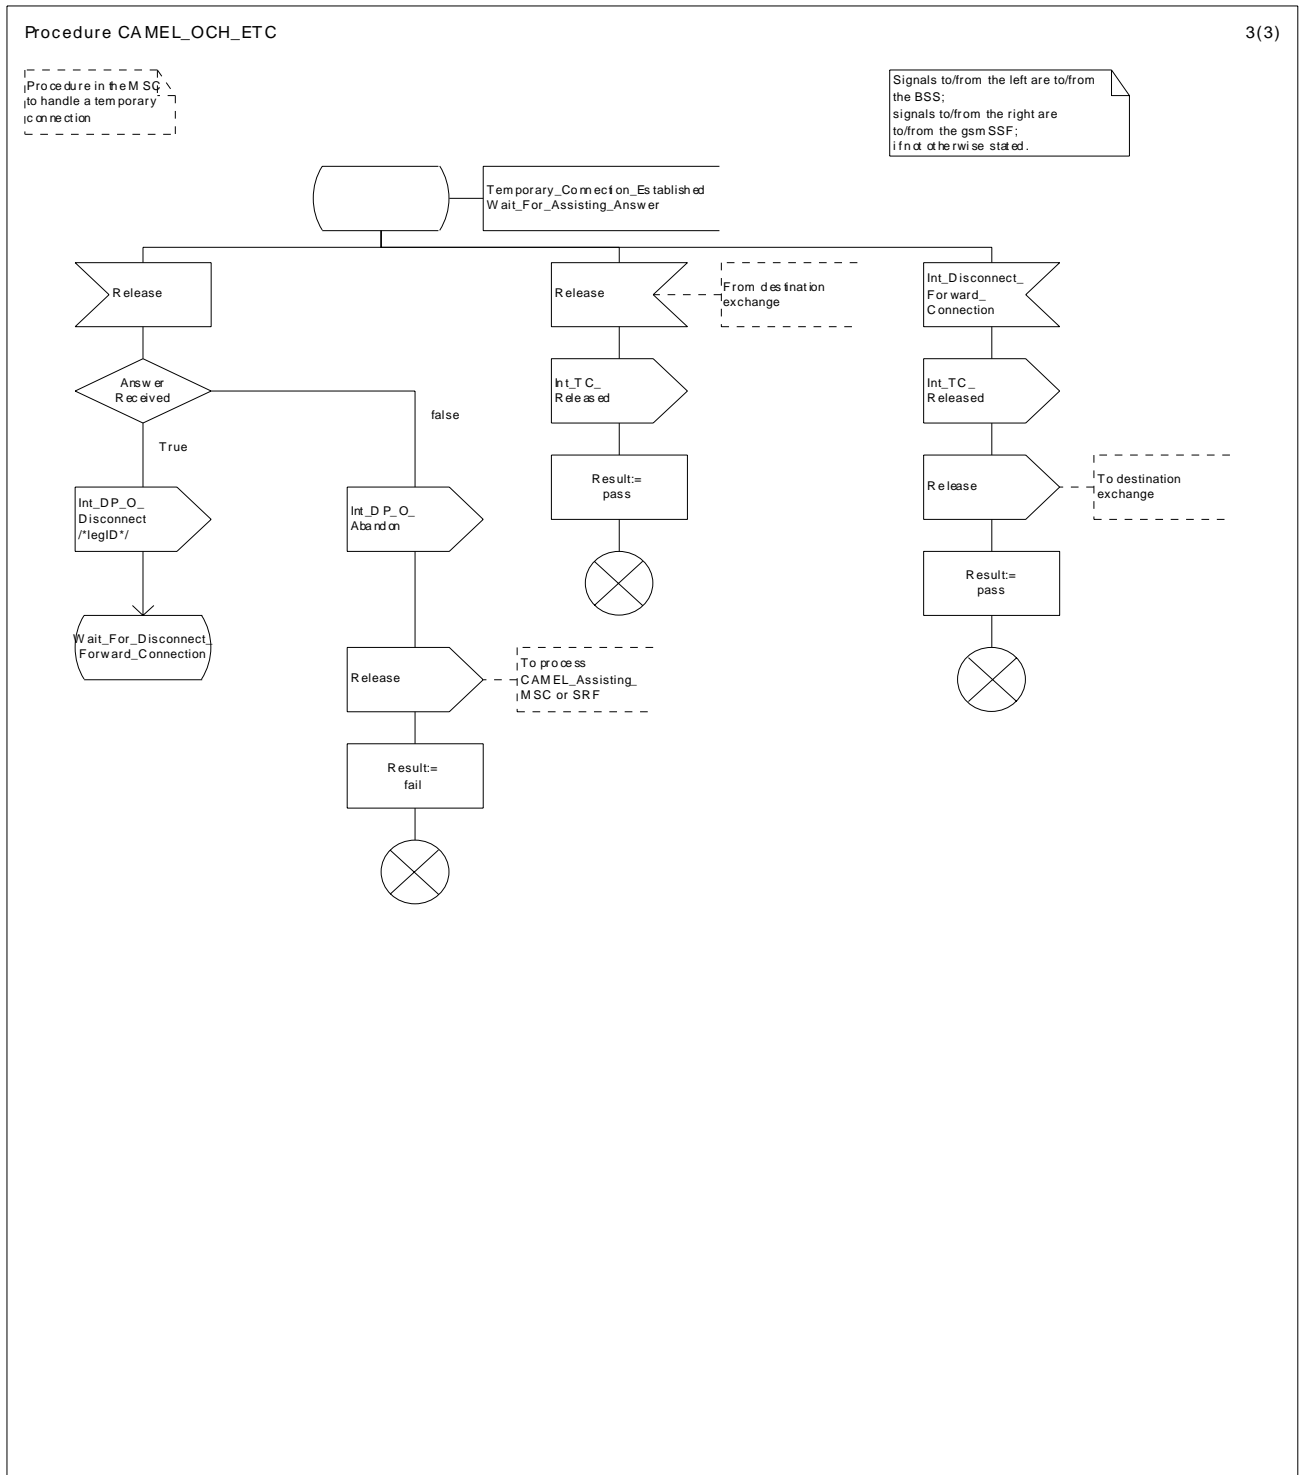 Procedure CAMEL_OCH_ETC
3(3)
Procedure in the MSC
to handle a temporary
connection
Signals to/from the left are to/from
the BSS;
signals to/from the right are
to/from the gsmSSF;
if not otherwise stated.
Temporary_Connection_Established
Wait_For_Assisting_Answer
Release
Release
From destination
exchange
Int_Disconnect_
Forward_
Connection
Answer
Received
false
True
Int_TC_
Released
Int_TC_
Released
Result:=
pass
Release
To destination
exchange
Int_DP_O_
Disconnect
/*legID*/
Int_DP_O_
Abandon
Result:=
pass
Wait_For_Disconnect_
Forward_Connection
Release
To process
CAMEL_Assisting_
MSC or SRF
Result:=
fail